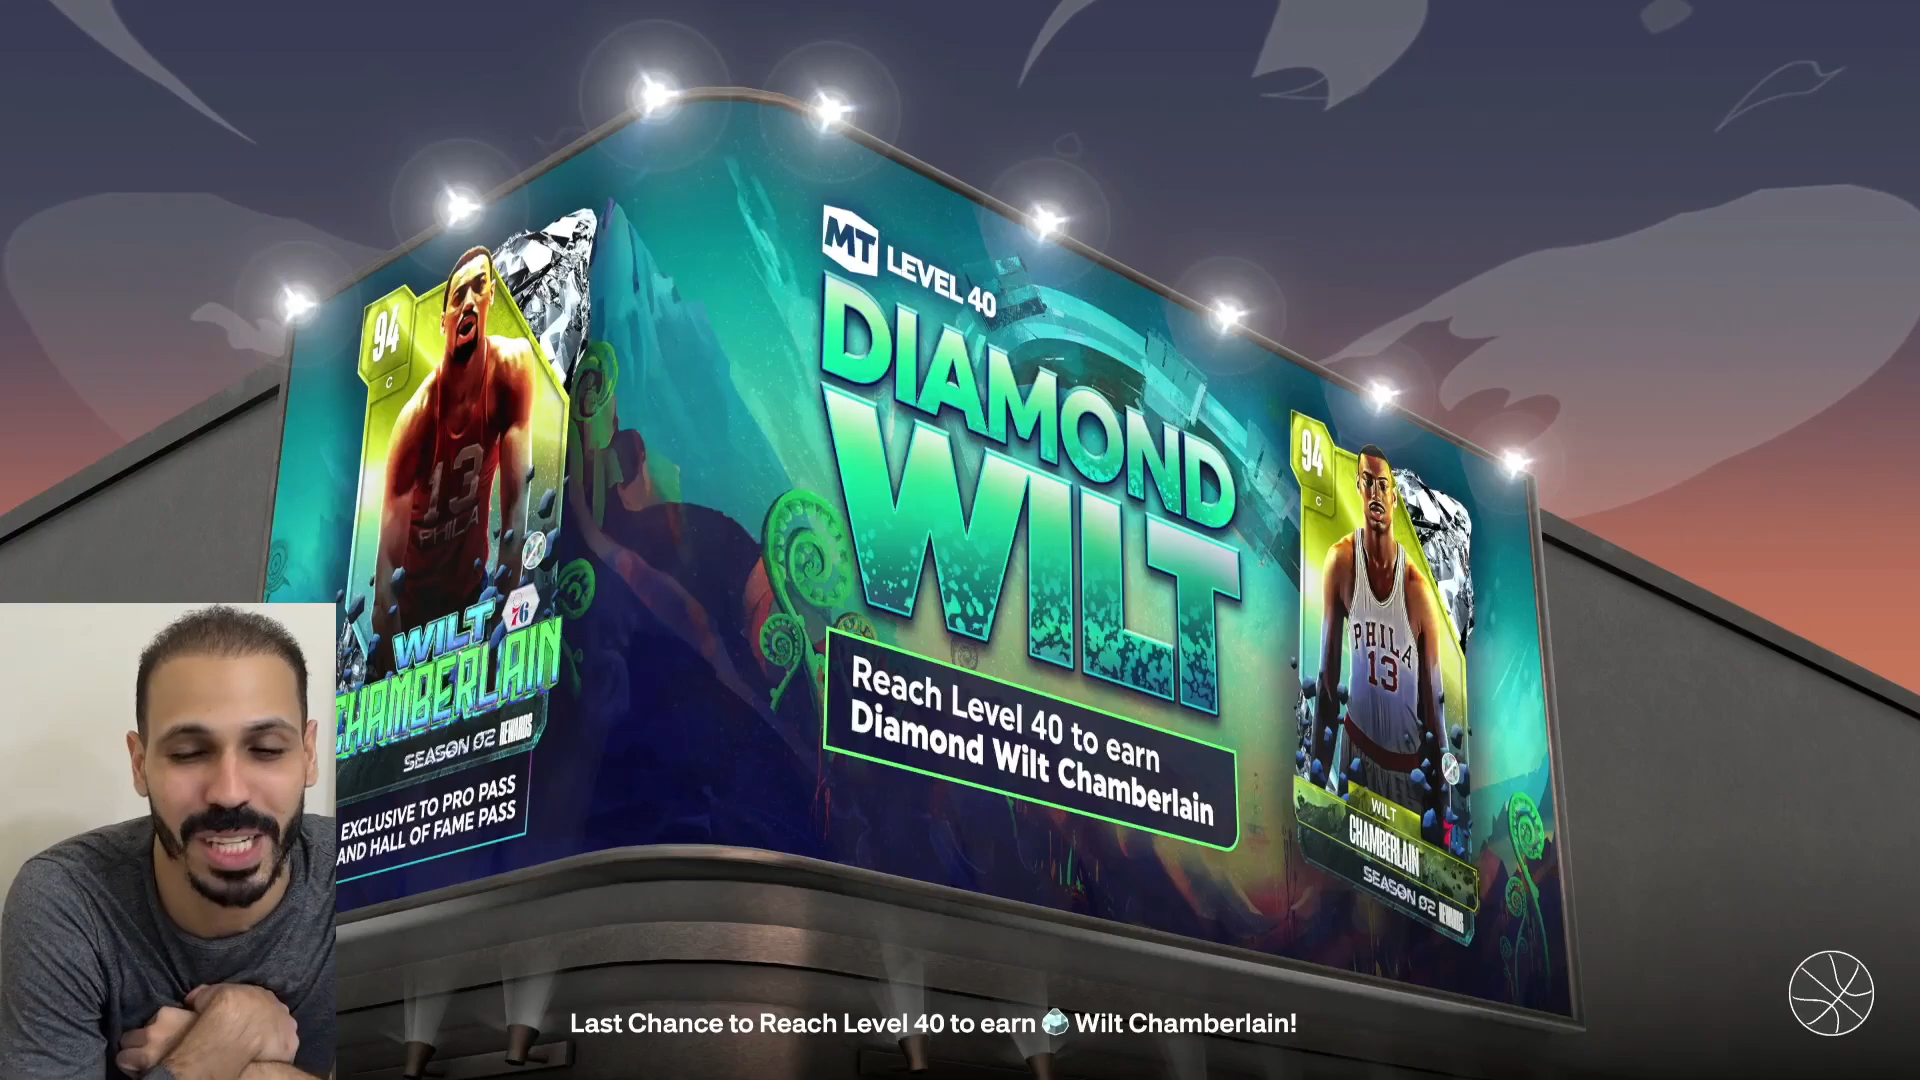 94
C
13
PHILA
76
WILT
CHAMBERLAIN
SEASON 02 REWARDS
EXCLUSIVE TO PRO PASS
AND HALL OF FAME PASS
MT LEVEL 40
DIAMOND
WILT
Reach Level 40 to earn
Diamond Wilt Chamberlain
94
C
PHILA
13
WILT
CHAMBERLAIN
SEASON 02 REWARDS
Last Chance to Reach Level 40 to earn Wilt Chamberlain!